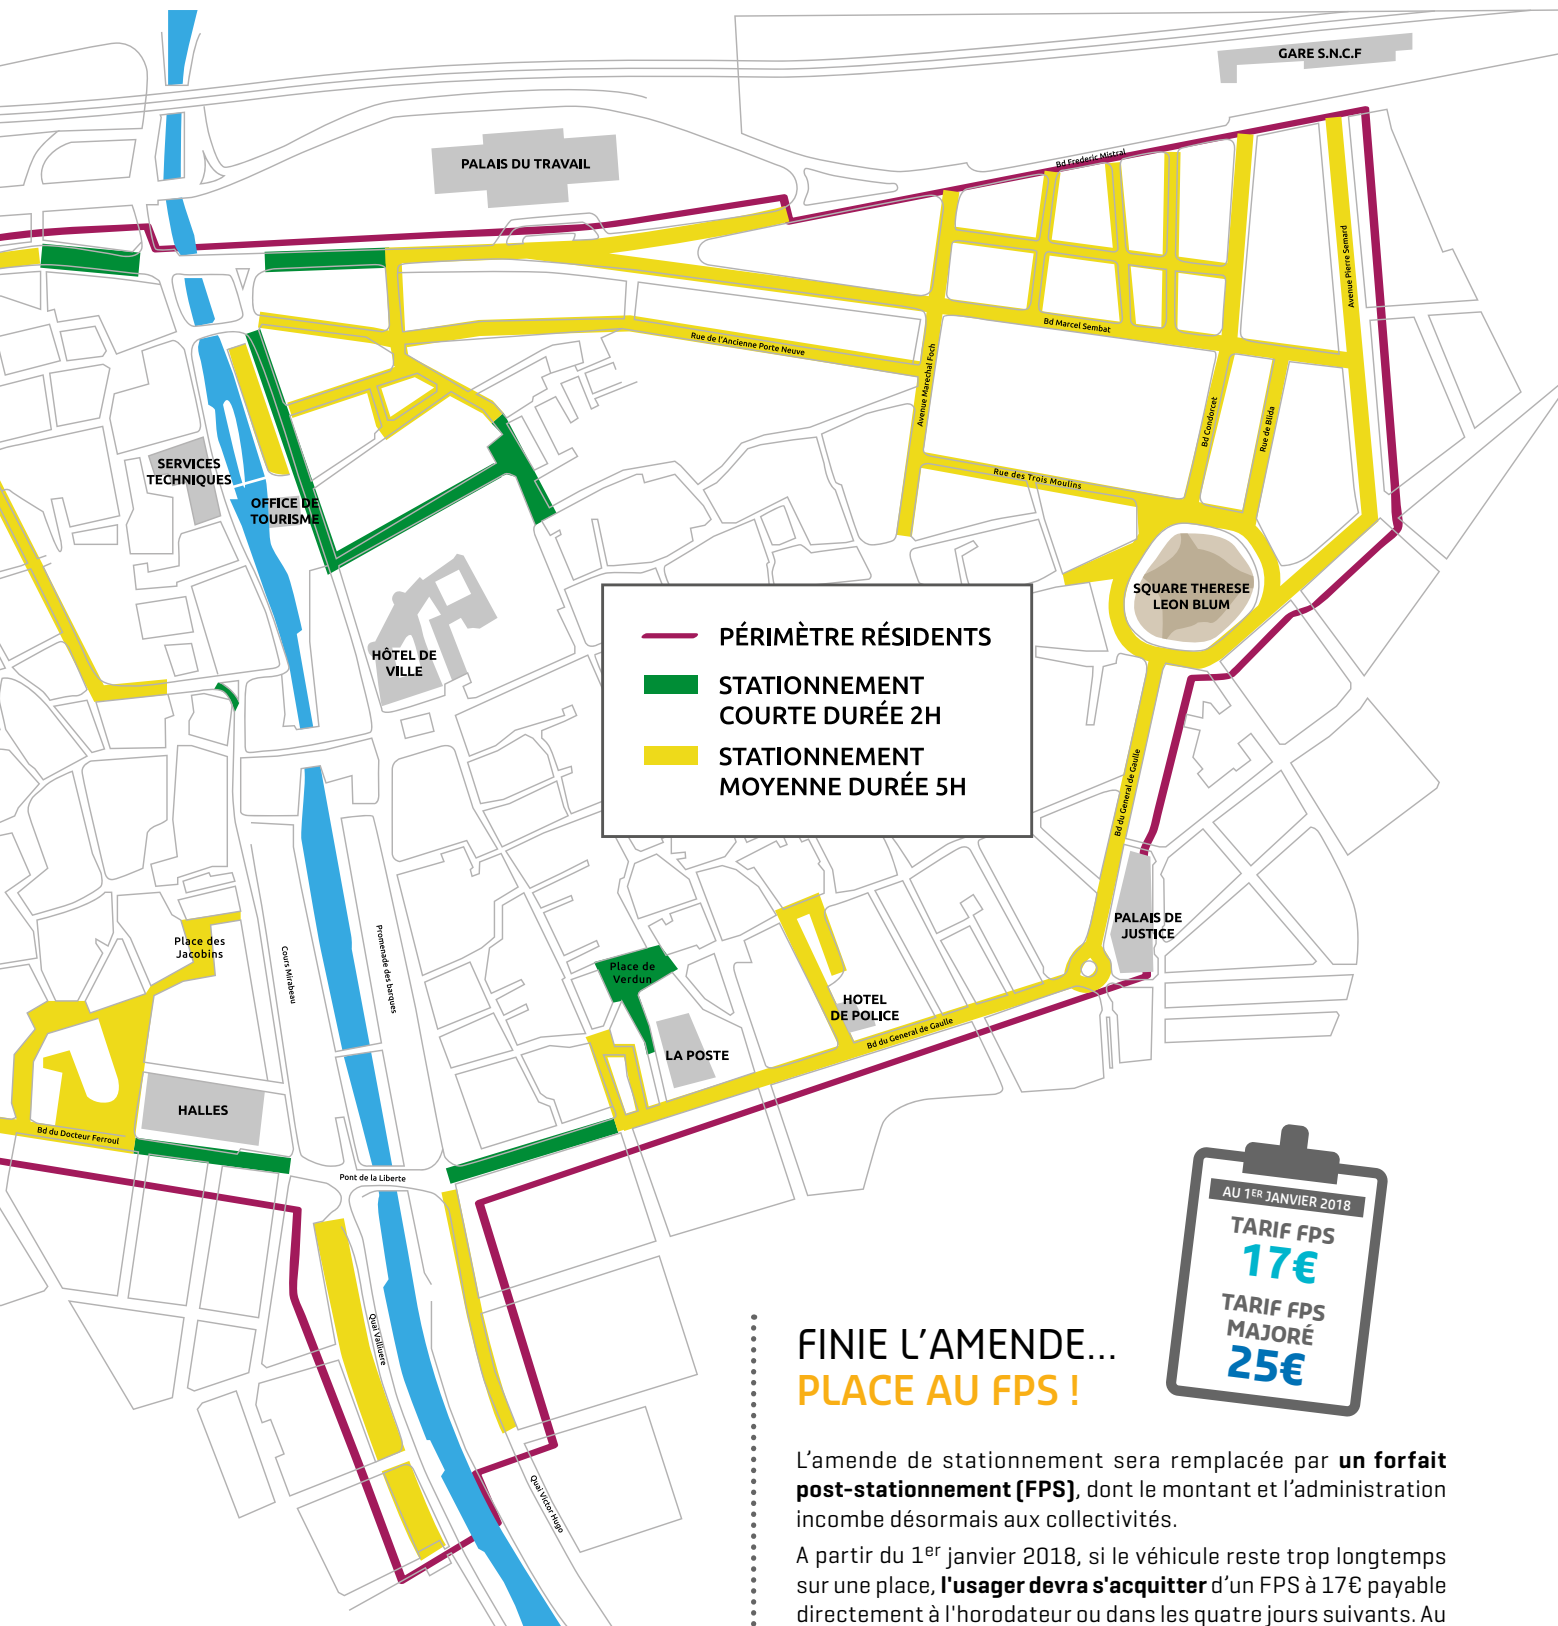 GARE S.N.C.F
PALAIS DU TRAVAIL
Bd Frederic Mistral
Avenue Pierre Semard
Bd Marcel Sembat
Rue de l'Ancienne Porte Neuve
Avenue Marechal Foch
Bd Condorcet
Rue de Blida
SERVICES
TECHNIQUES
OFFICE DE
TOURISME
Rue des Trois Moulins
SQUARE THERESE
LEON BLUM
HÔTEL DE
VILLE
PÉRIMÈTRE RÉSIDENTS
STATIONNEMENT
COURTE DURÉE 2H
STATIONNEMENT
MOYENNE DURÉE 5H
Bd du General de Gaulle
PALAIS DE
JUSTICE
Place des
Jacobins
Cours Mirabeau
Promenade des barques
Place de
Verdun
HOTEL
DE POLICE
Bd du General de Gaulle
LA POSTE
HALLES
Bd du Docteur Ferroul
Pont de la Liberte
Quai Valliuere
Quai Victor Hugo
AU 1ER JANVIER 2018
TARIF FPS
17€
TARIF FPS
MAJORÉ
25€
FINIE L'AMENDE...
PLACE AU FPS !
L'amende de stationnement sera remplacée par un forfait
post-stationnement (FPS), dont le montant et l'administration
incombe désormais aux collectivités.
A partir du 1er janvier 2018, si le véhicule reste trop longtemps
sur une place, l'usager devra s'acquitter d'un FPS à 17€ payable
directement à l'horodateur ou dans les quatre jours suivants. Au